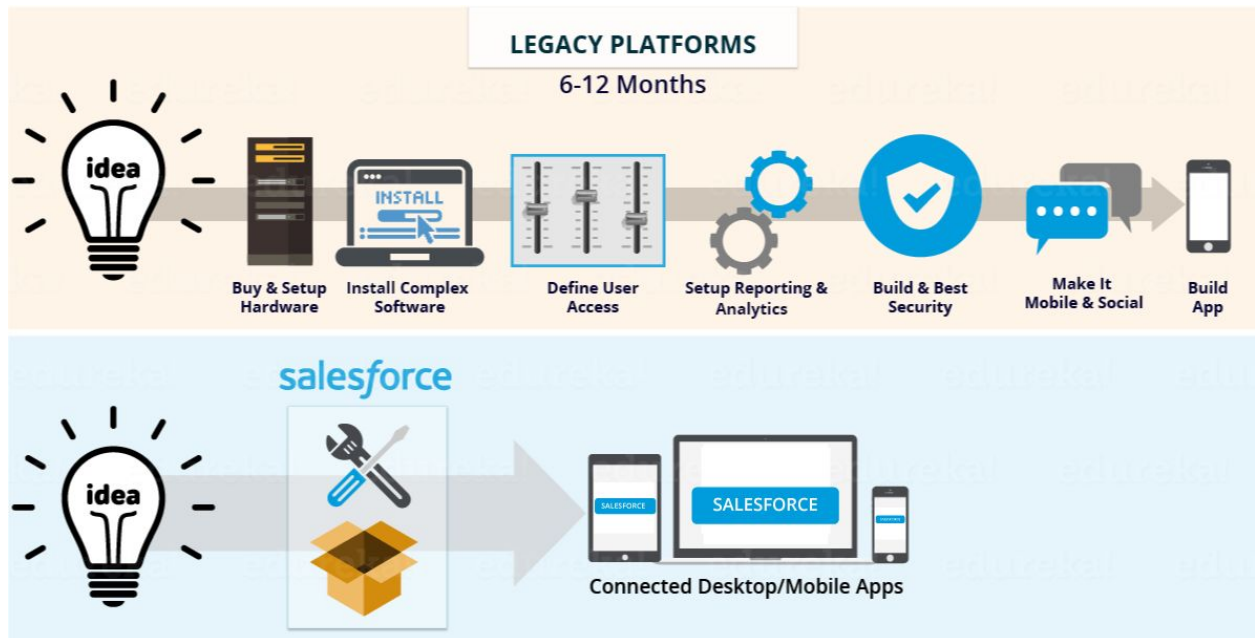 LEGACY PLATFORMS
6-12 Months
idea
INSTALL
Buy & Setup
Hardware
Install Complex
Software
Define User
Access
Setup Reporting &
Analytics
Build & Best
Security
Make It
Mobile & Social
Build
App
salesforce
idea
SALESFORCE
SALESFORCE
SALESFORCE
Connected Desktop/Mobile Apps